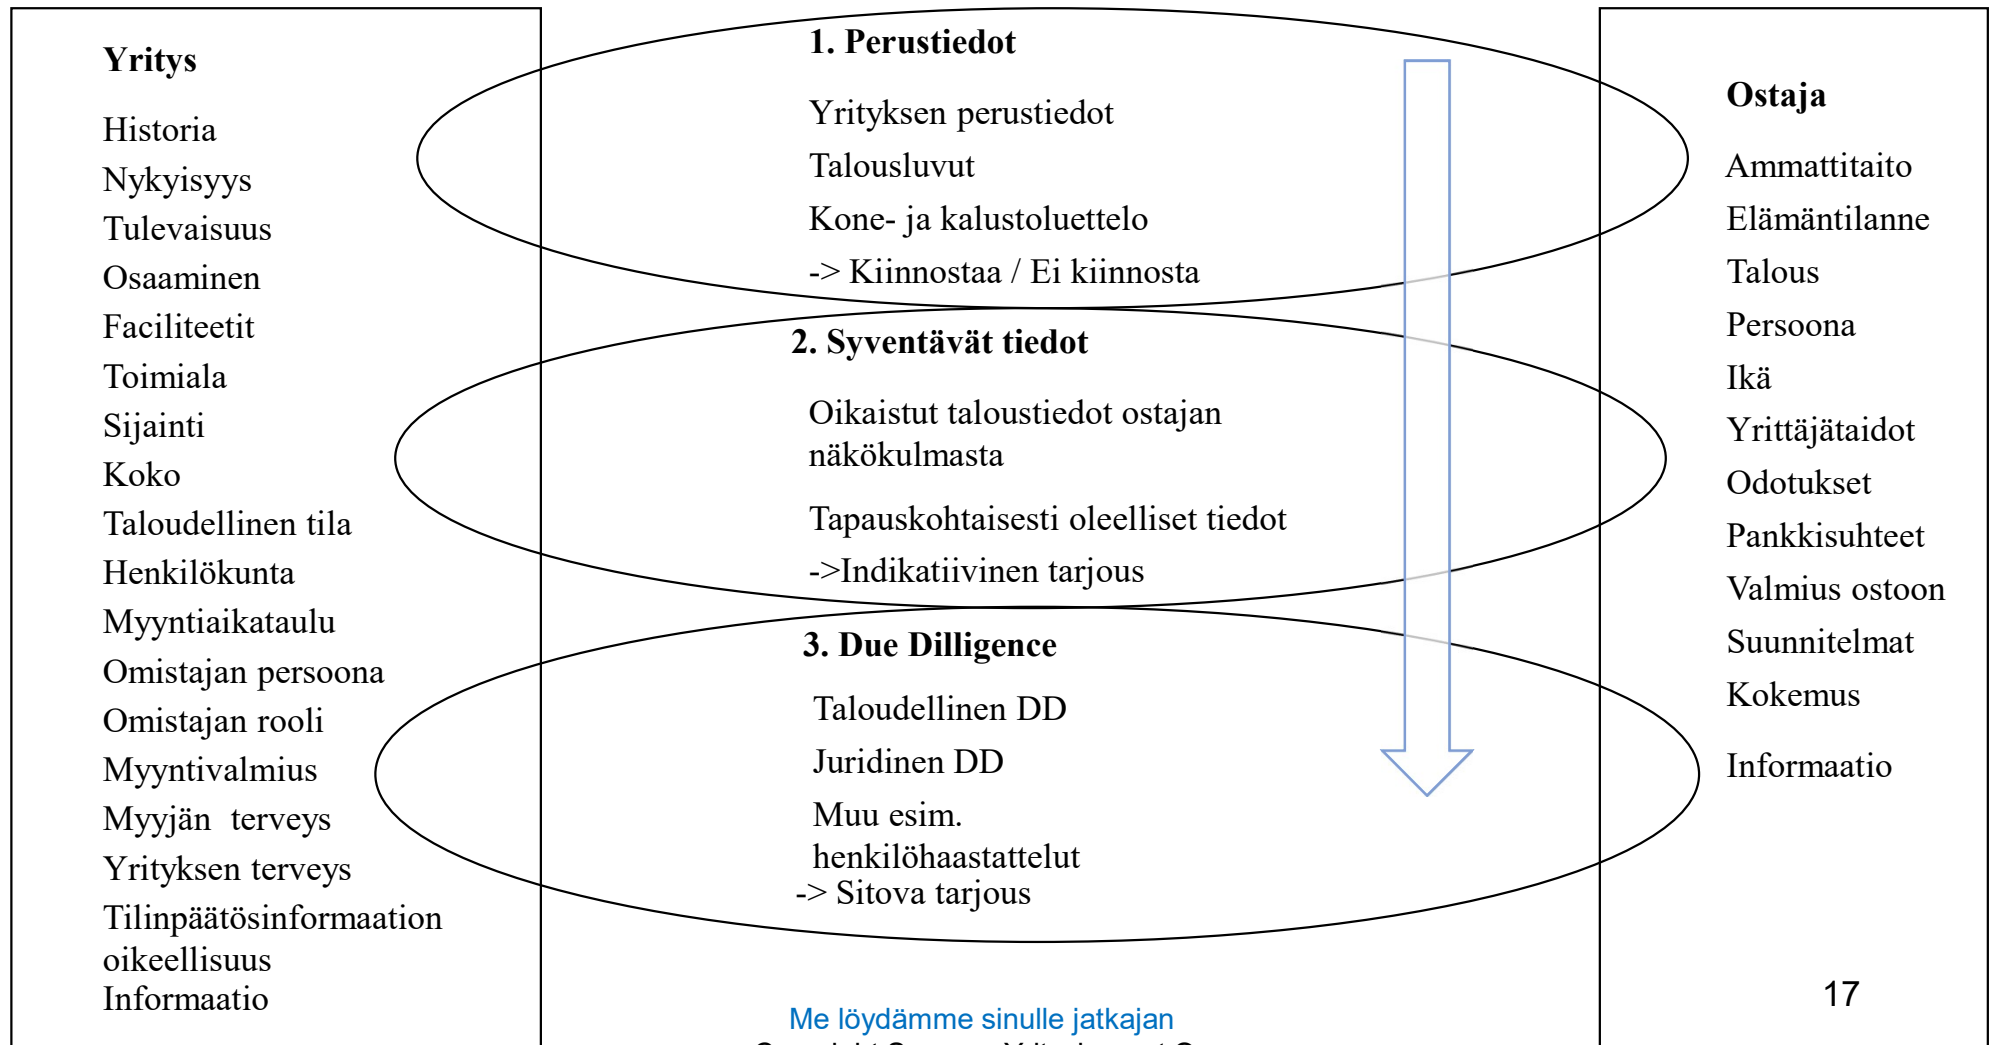 Yritys
Historia
Nykyisyys
Tulevaisuus
Osaaminen
Faciliteetit
Toimiala
Sijainti
Koko
Taloudellinen tila
Henkilökunta
Myyntiaikataulu
Omistajan persoona
Omistajan rooli
Myyntivalmius
Myyjän terveys
Yrityksen terveys
Tilinpäätösinformaation
oikeellisuus
Informaatio
1. Perustiedot
Yrityksen perustiedot
Talousluvut
Kone- ja kalustoluettelo
-> Kiinnostaa / Ei kiinnosta
2. Syventävät tiedot
Oikaistut taloustiedot ostajan
näkökulmasta
Tapauskohtaisesti oleelliset tiedot
->Indikatiivinen tarjous
3. Due Dilligence
Taloudellinen DD
Juridinen DD
Muu esim.
henkilöhaastattelut
-> Sitova tarjous
Ostaja
Ammattitaito
Elämäntilanne
Talous
Persoona
Ikä
Yrittäjätaidot
Odotukset
Pankkisuhteet
Valmius ostoon
Suunnitelmat
Kokemus
Informaatio
17
Me löydämme sinulle jatkajan